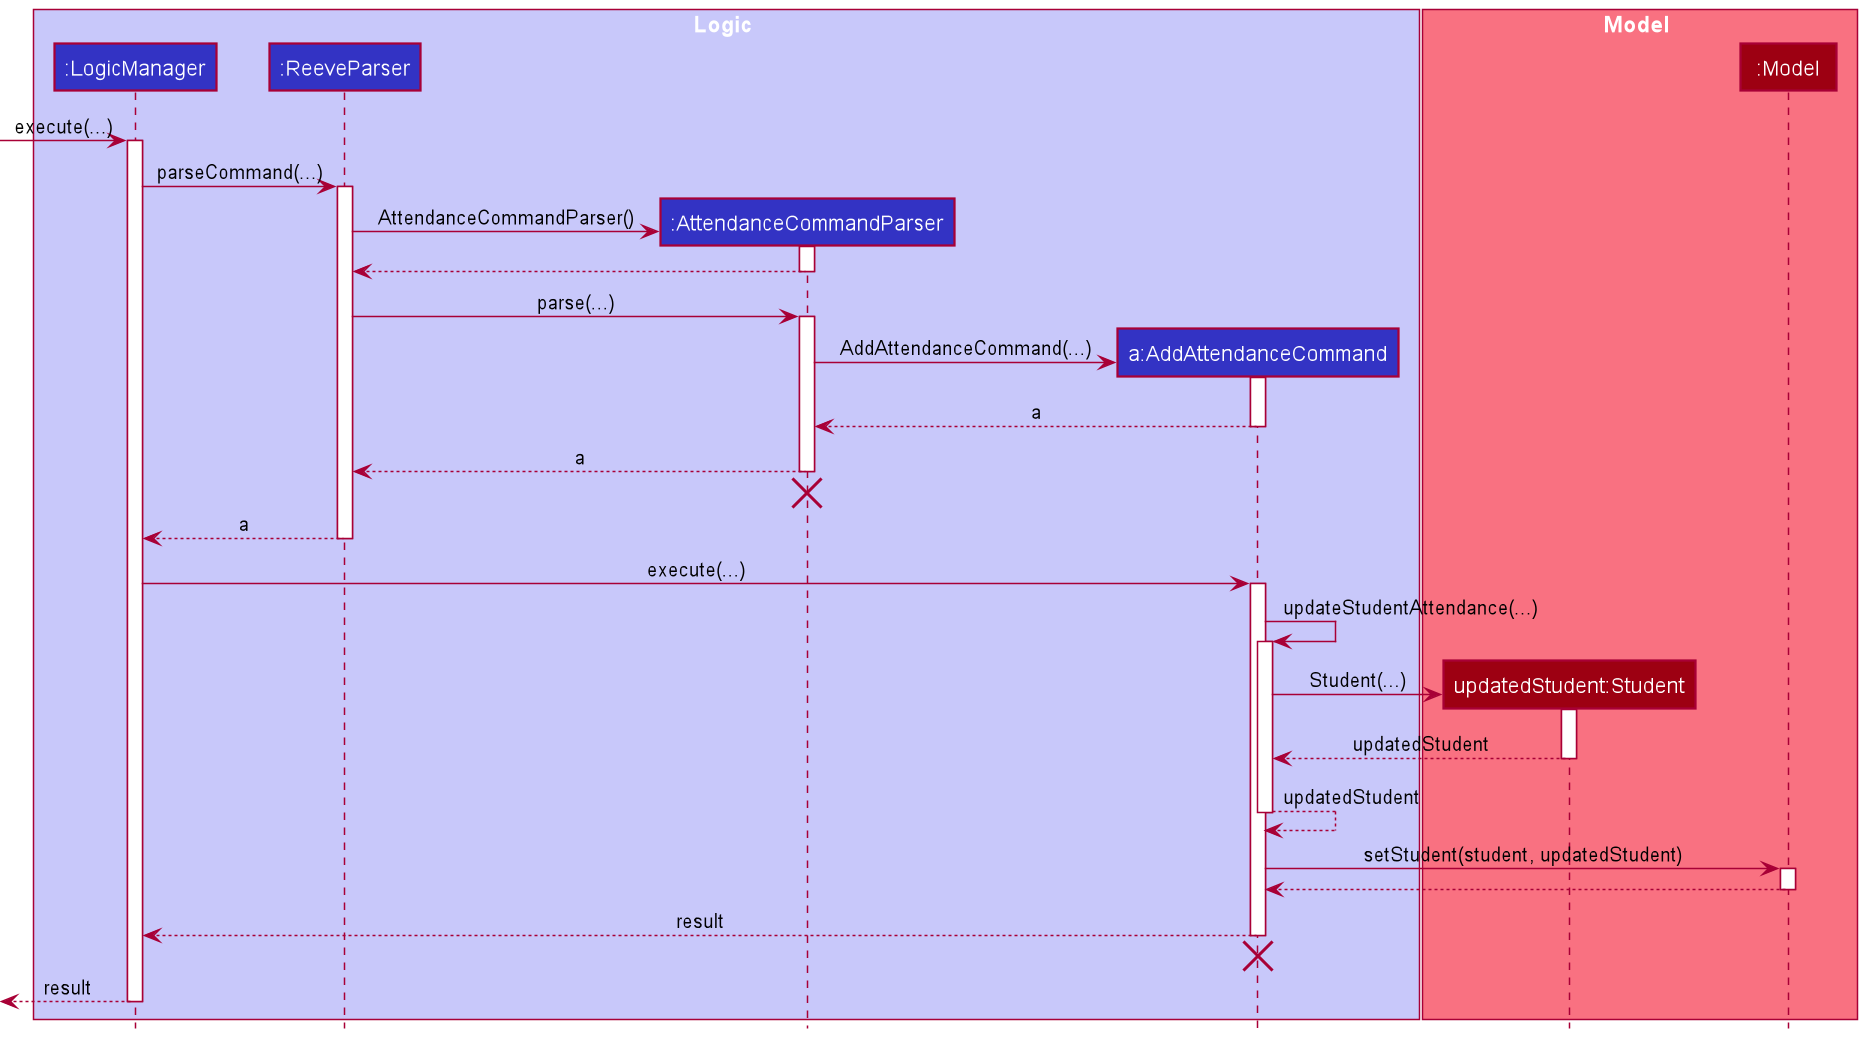 Logic
Model
:LogicManager
:ReeveParser
:Model
execute(...)
parseCommand(...)
AttendanceCommandParser()
:AttendanceCommandParser
parse(...)
AddAttendanceCommand(...)
a:AddAttendanceCommand
a
a
a
execute(...)
updateStudentAttendance(...)
Student(...)
updatedStudent:Student
updatedStudent
updatedStudent
setStudent(student, updatedStudent)
result
result